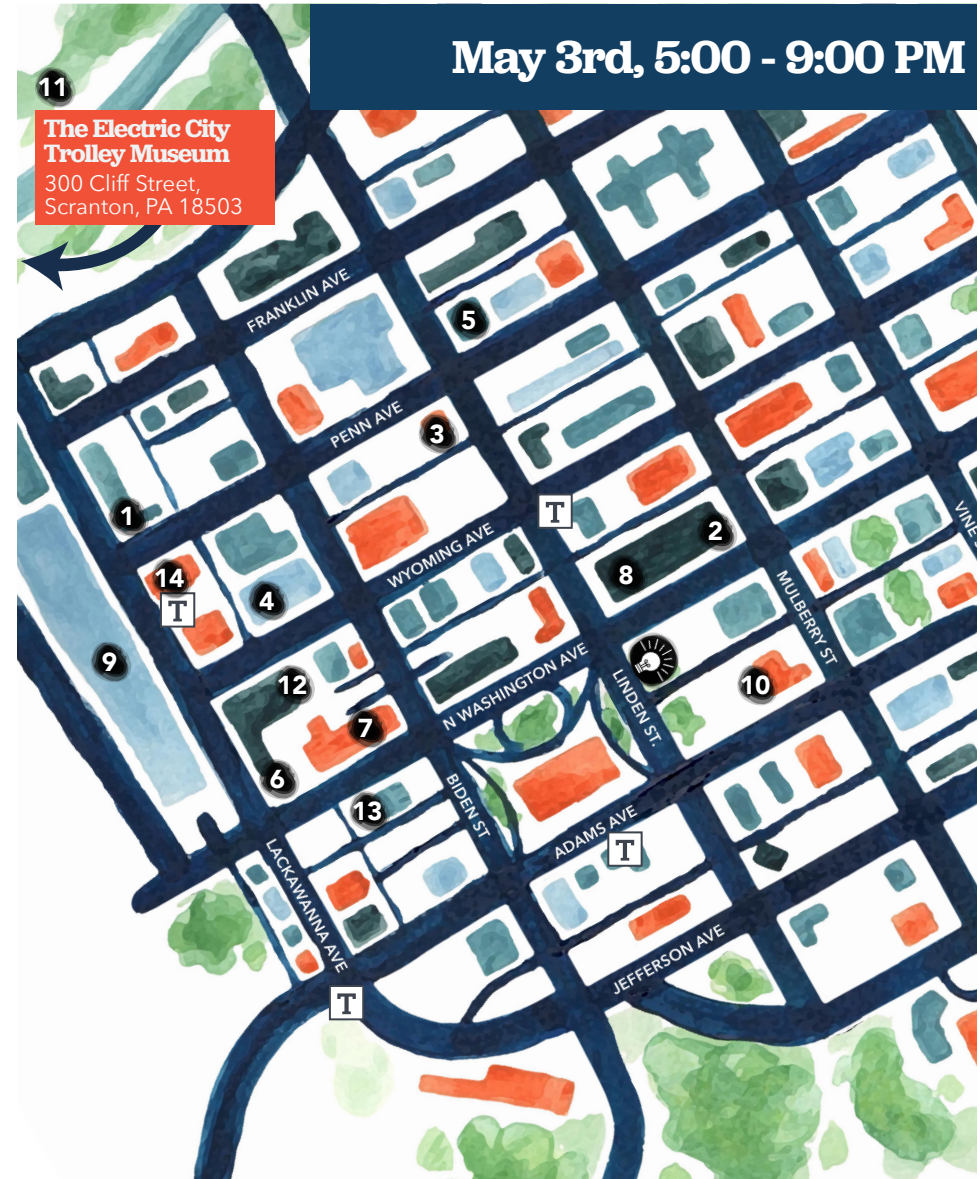 May 3rd, 5:00 - 9:00 PM
11
The Electric City
Trolley Museum
300 Cliff Street,
Scranton, PA 18503
FRANKLIN AVE
5
PENN AVE
3
1
T
2
WYOMING AVE
VINE
14
T
4
8
MULBERRY ST
9
12
N WASHINGTON AVE
LINDEN ST.
10
7
6
13
BIDEN ST
ADAMS AVE
T
LACKAWANNA AVE
JEFFERSON AVE
T